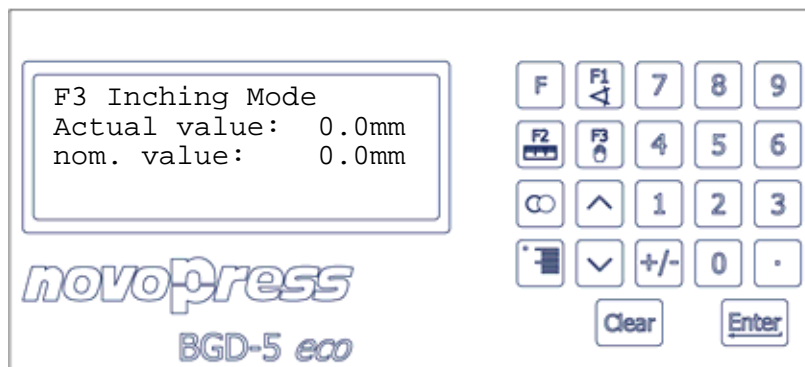 F3 Inching Mode
Actual value: 0.0mm
nom. value: 0.0mm
novopress
BGD-5 eco
F F1 7 8 9
F2 F3 4 5 6
1 2 3
+/- 0 .
Clear Enter